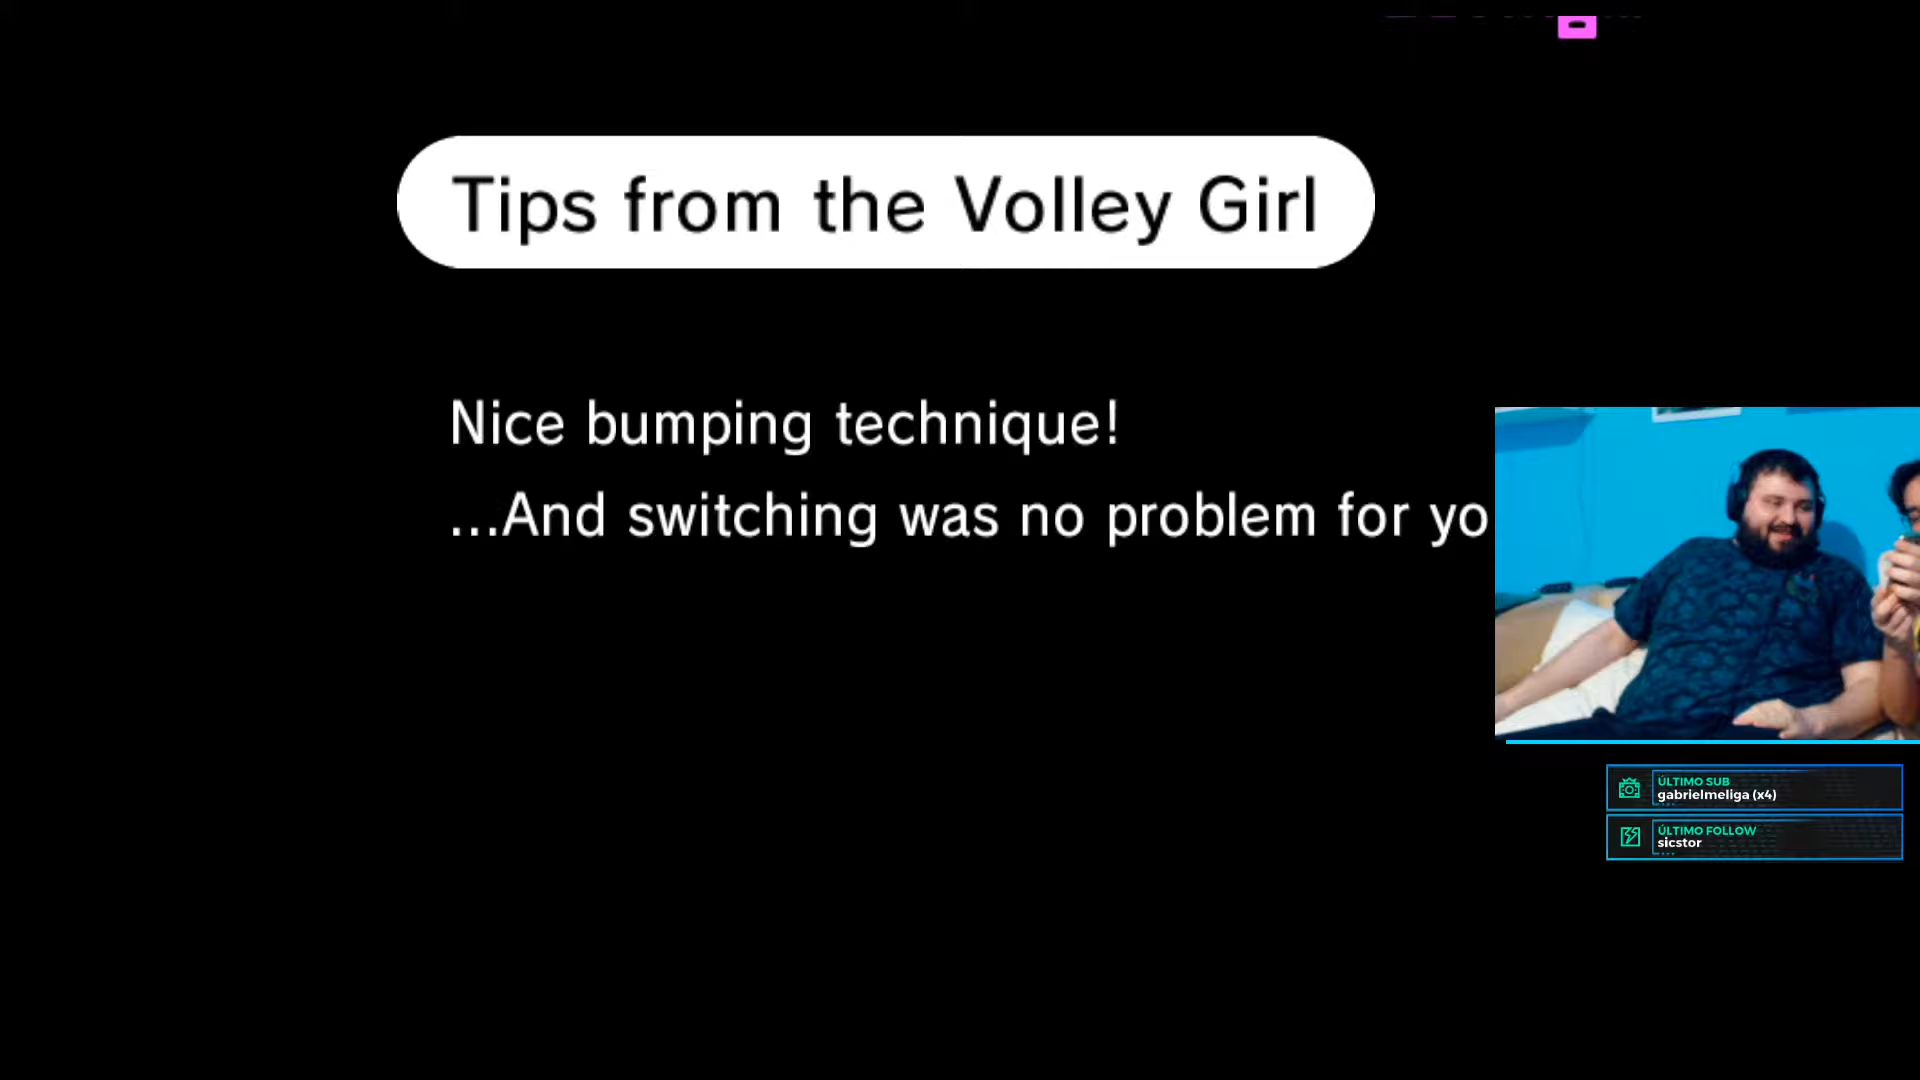 Tips from the Volley Girl
Nice bumping technique!
...And switching was no problem for yo
ÚLTIMO SUB
gabrielmeliga (x4)
ÚLTIMO FOLLOW
sicstor